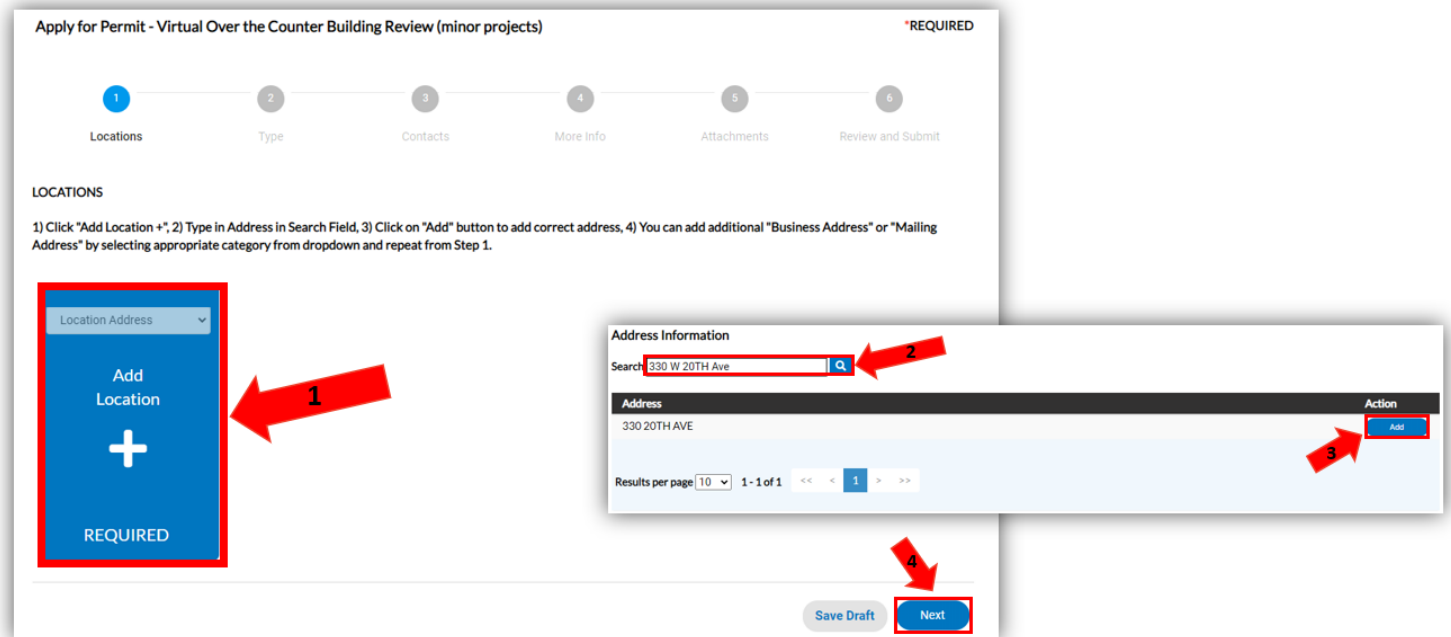 Apply for Permit - Virtual Over the Counter Building Review (minor projects)
*REQUIRED
1
2
3
4
5
6
Locations
Type
Contacts
More Info
Attachments
Review and Submit
LOCATIONS
1) Click "Add Location +", 2) Type in Address in Search Field, 3) Click on "Add" button to add correct address, 4) You can add additional "Business Address" or "Mailing
Address" by selecting appropriate category from dropdown and repeat from Step 1.
Location Address
Add
Location
+
REQUIRED
1
Address Information
Search 330 W 20TH Ave
2
Address Action
330 20TH AVE Add
3
Results per page 10 1 - 1 of 1 << < 1 > >>
4
Save Draft Next